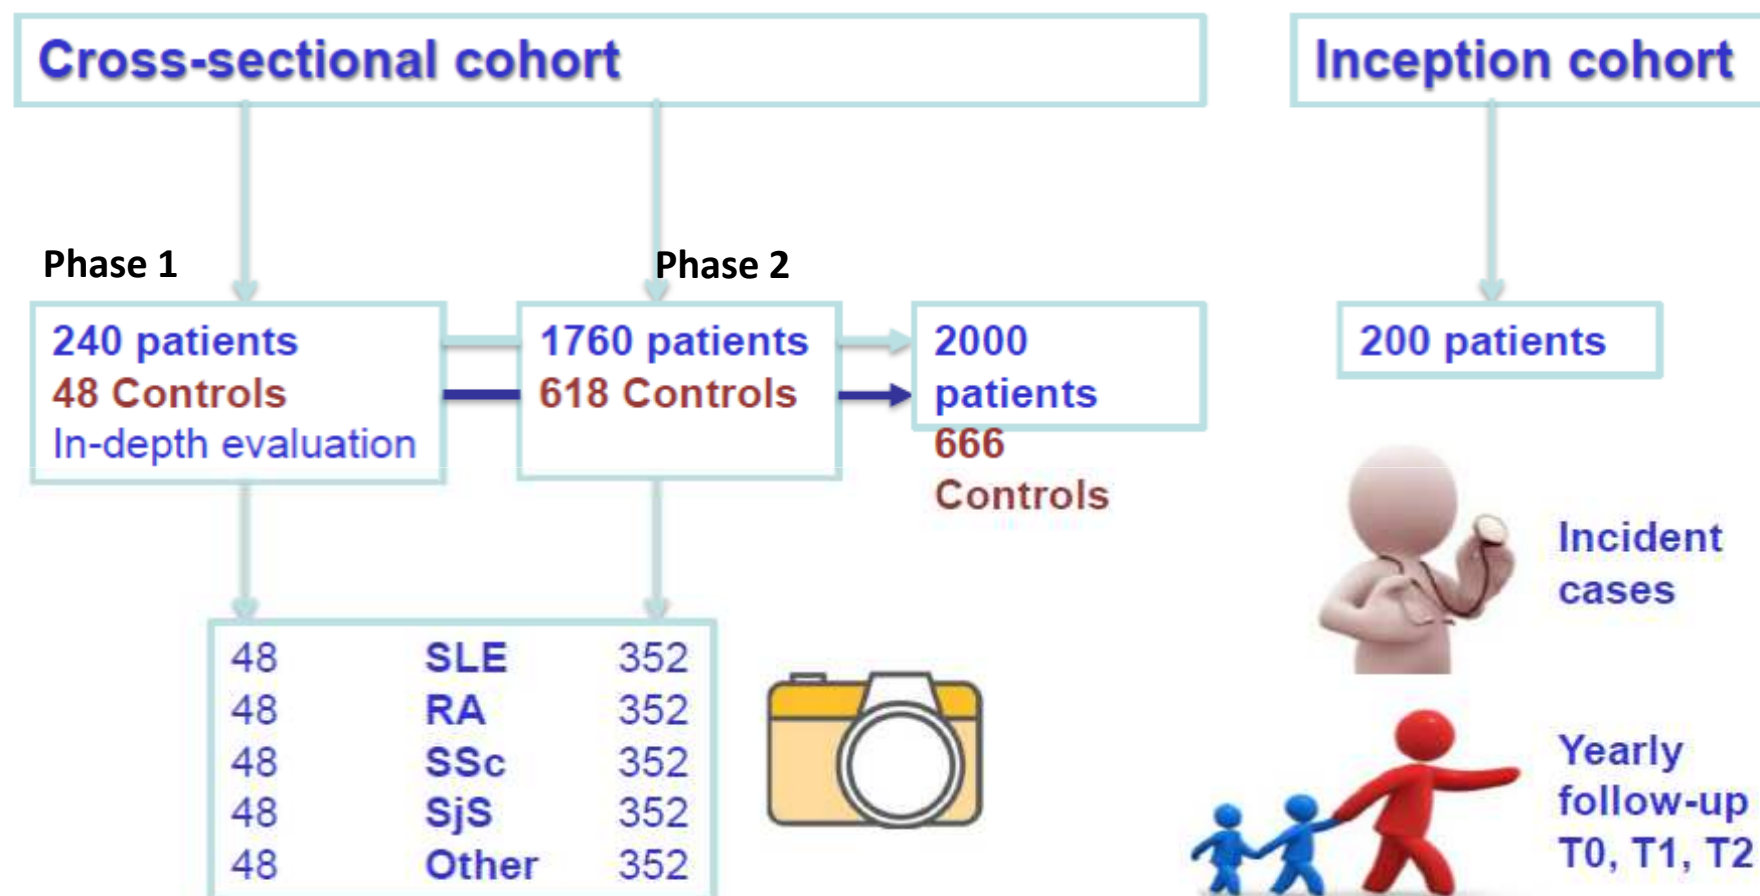 Cross-sectional cohort
Inception cohort
Phase 1
Phase 2
240 patients
48 Controls
In-depth evaluation
1760 patients
618 Controls
2000
patients
666
Controls
200 patients
48 SLE 352
48 RA 352
48 SSc 352
48 SjS 352
48 Other 352
Incident
cases
Yearly
follow-up
T0, T1, T2